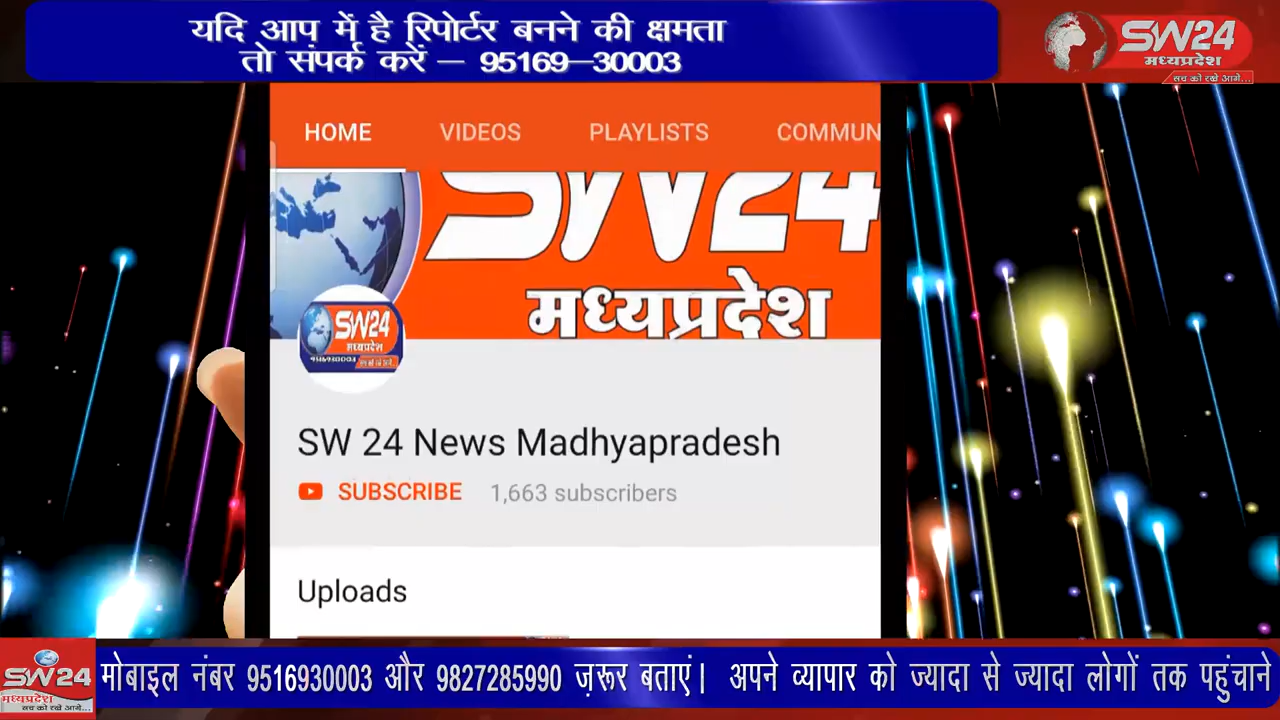 यदि आप में है रिपोर्टर बनने की क्षमता
तो संपर्क करें – 95169–30003
SW24
मध्यप्रदेश
सच को रखे आगे...
HOME VIDEOS PLAYLISTS COMMUN
SW24
मध्यप्रदेश
SW24
मध्यप्रदेश
9516930003
SW 24 News Madhyapradesh
SUBSCRIBE 1,663 subscribers
Uploads
SW24
मध्यप्रदेश
सच को रखे आगे...
मोबाइल नंबर 9516930003 और 9827285990 ज़रूर बताएं| अपने व्यापार को ज्यादा से ज्यादा लोगों तक पहुंचाने